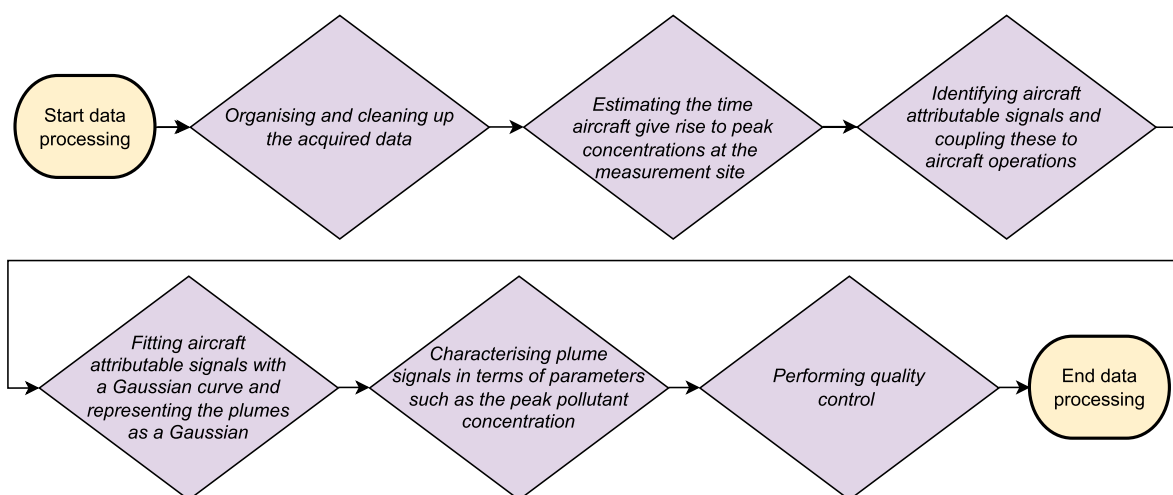 Start data
processing
Organising and cleaning up
the acquired data
Estimating the time
aircraft give rise to peak
concentrations at the
measurement site
Identifying aircraft
attributable signals and
coupling these to
aircraft operations
Fitting aircraft
attributable signals with
a Gaussian curve and
representing the plumes
as a Gaussian
Characterising plume
signals in terms of parameters
such as the peak pollutant
concentration
Performing quality
control
End data
processing